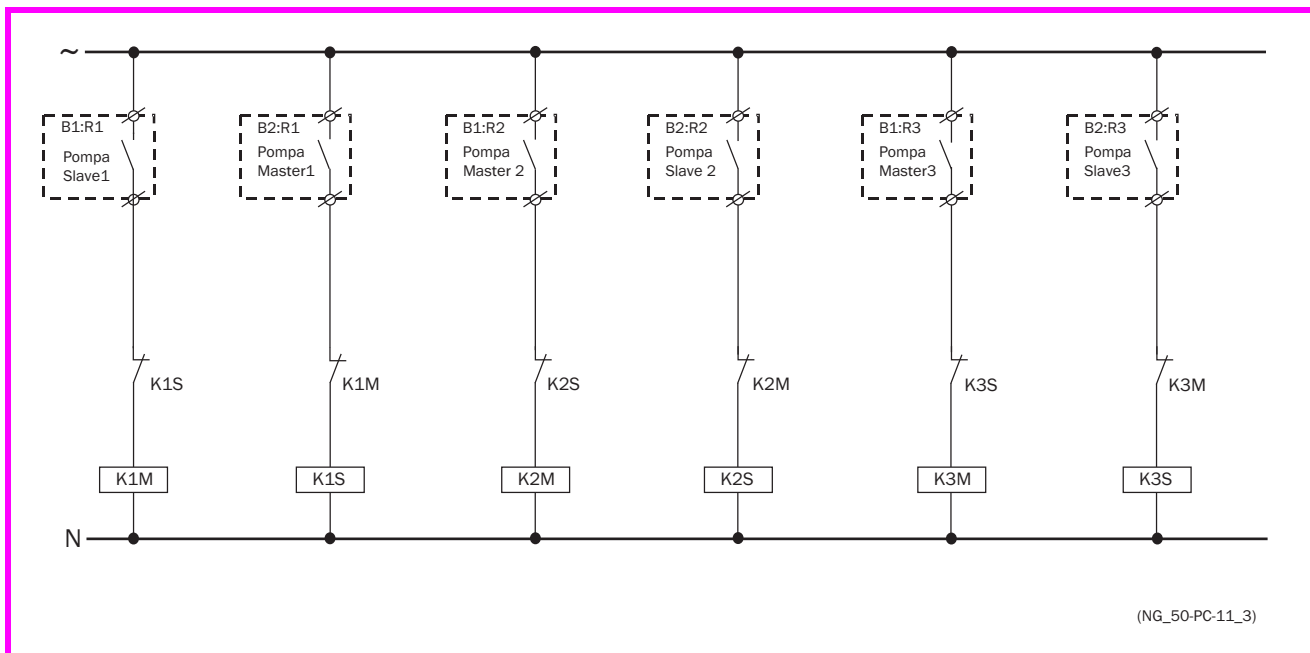 ~
B1:R1
Pompa
Slave1
B2:R1
Pompa
Master1
B1:R2
Pompa
Master 2
B2:R2
Pompa
Slave 2
B1:R3
Pompa
Master3
B2:R3
Pompa
Slave3
K1S
K1M
K2S
K2M
K3S
K3M
K1M
K1S
K2M
K2S
K3M
K3S
N
(NG_50-PC-11_3)